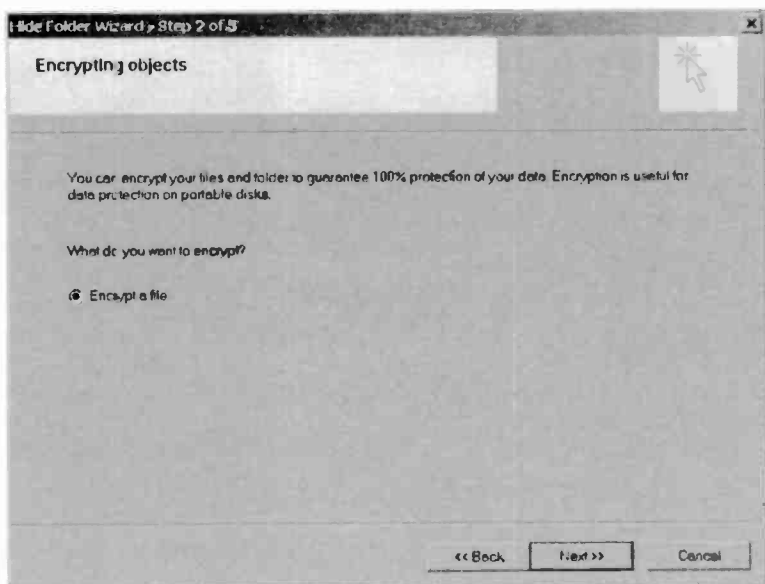 Hide Folder Wizard > Step 2 of 5
Encrypting objects
You can encrypt your files and folder to guarantee 100% protection of your data. Encryption is useful for
data protection on portable disks.
What do you want to encrypt?
Encrypt a file
<< Back
Next >>
Cancel